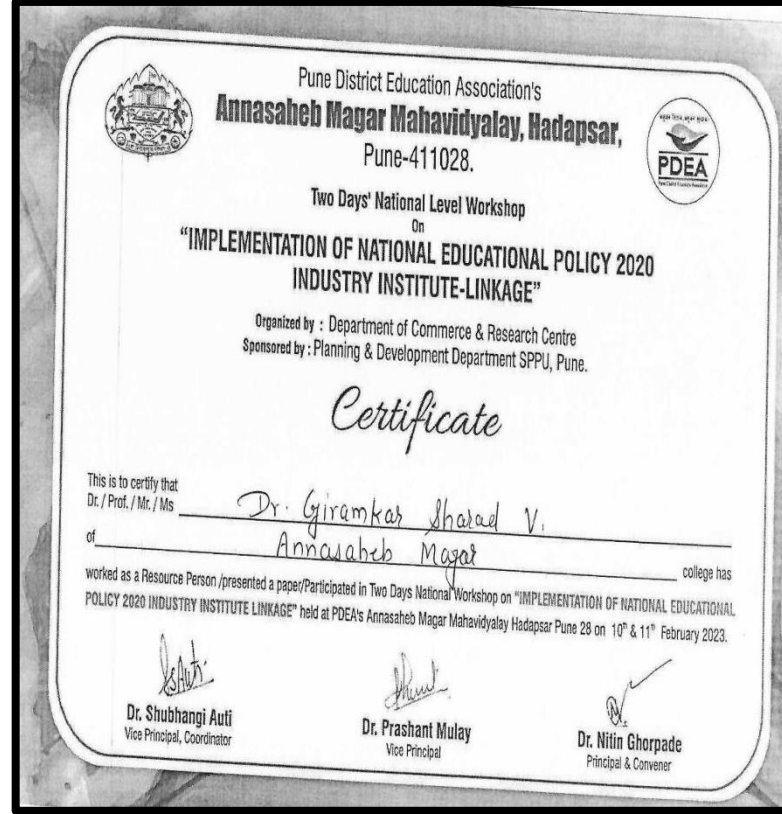 Pune District Education Association's
Annasaheb Magar Mahavidyalay, Hadapsar,
Pune-411028.
PDEA
Two Days' National Level Workshop
On
"IMPLEMENTATION OF NATIONAL EDUCATIONAL POLICY 2020
INDUSTRY INSTITUTE-LINKAGE"
Organized by : Department of Commerce & Research Centre
Sponsored by : Planning & Development Department SPPU, Pune.
Certificate
This is to certify that
Dr. / Prof. / Mr. / Ms Dr. Giramkar Sharad V.
of Annasaheb Magar college has
worked as a Resource Person /presented a paper/Participated in Two Days National Workshop on "IMPLEMENTATION OF NATIONAL EDUCATIONAL
POLICY 2020 INDUSTRY INSTITUTE LINKAGE" held at PDEA's Annasaheb Magar Mahavidyalay Hadapsar Pune 28 on 10th & 11th February 2023.
Dr. Shubhangi Auti
Vice Principal, Coordinator
Dr. Prashant Mulay
Vice Principal
Dr. Nitin Ghorpade
Principal & Convener